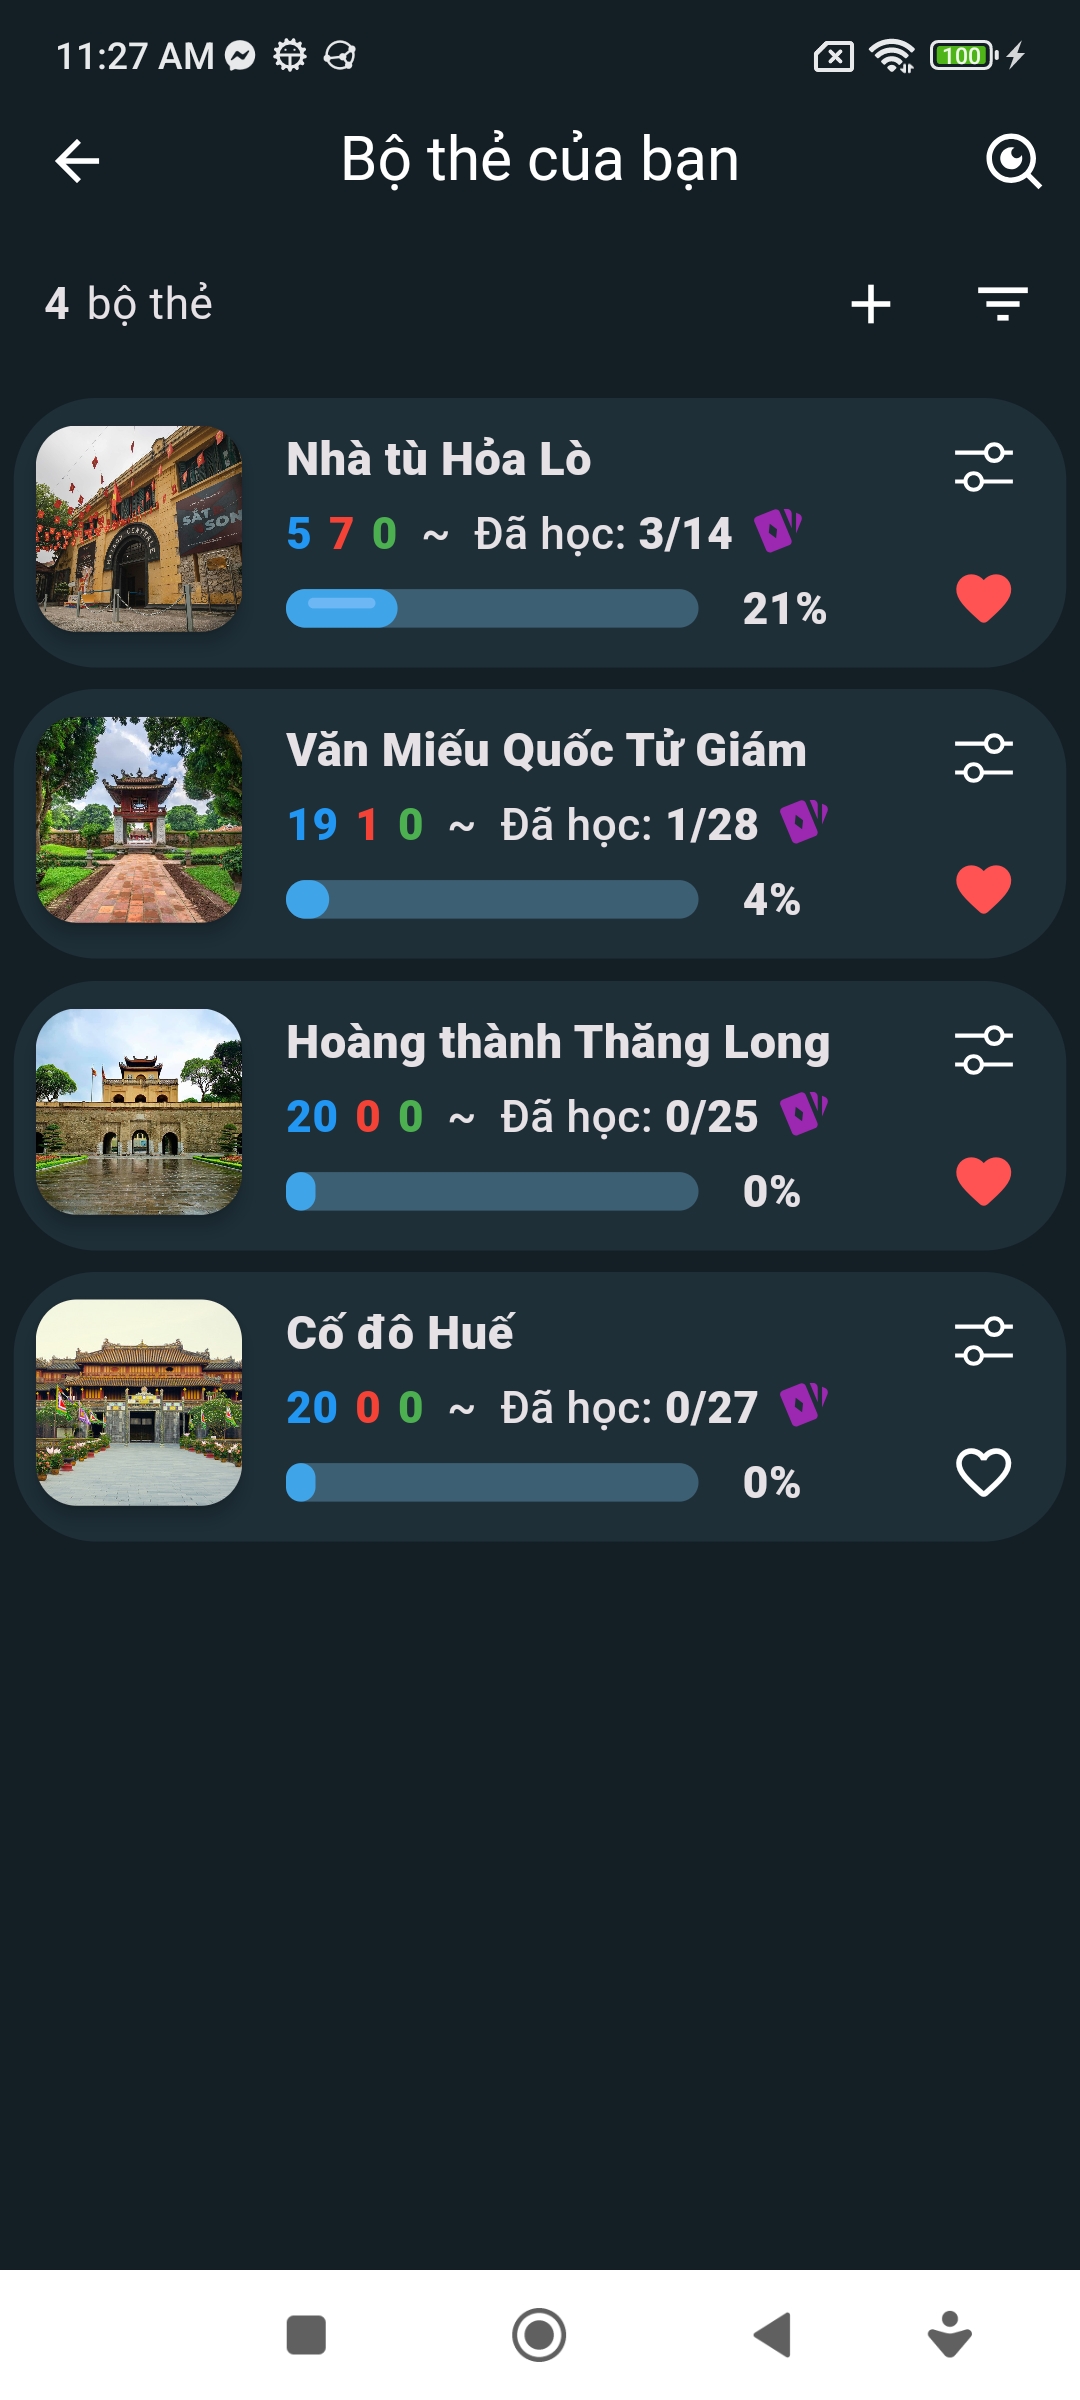 11:27 AM
100
Bộ thẻ của bạn
4 bộ thẻ
Nhà tù Hỏa Lò
5 7 0 ~ Đã học: 3/14
21%
Văn Miếu Quốc Tử Giám
19 1 0 ~ Đã học: 1/28
4%
Hoàng thành Thăng Long
20 0 0 ~ Đã học: 0/25
0%
Cố đô Huế
20 0 0 ~ Đã học: 0/27
0%